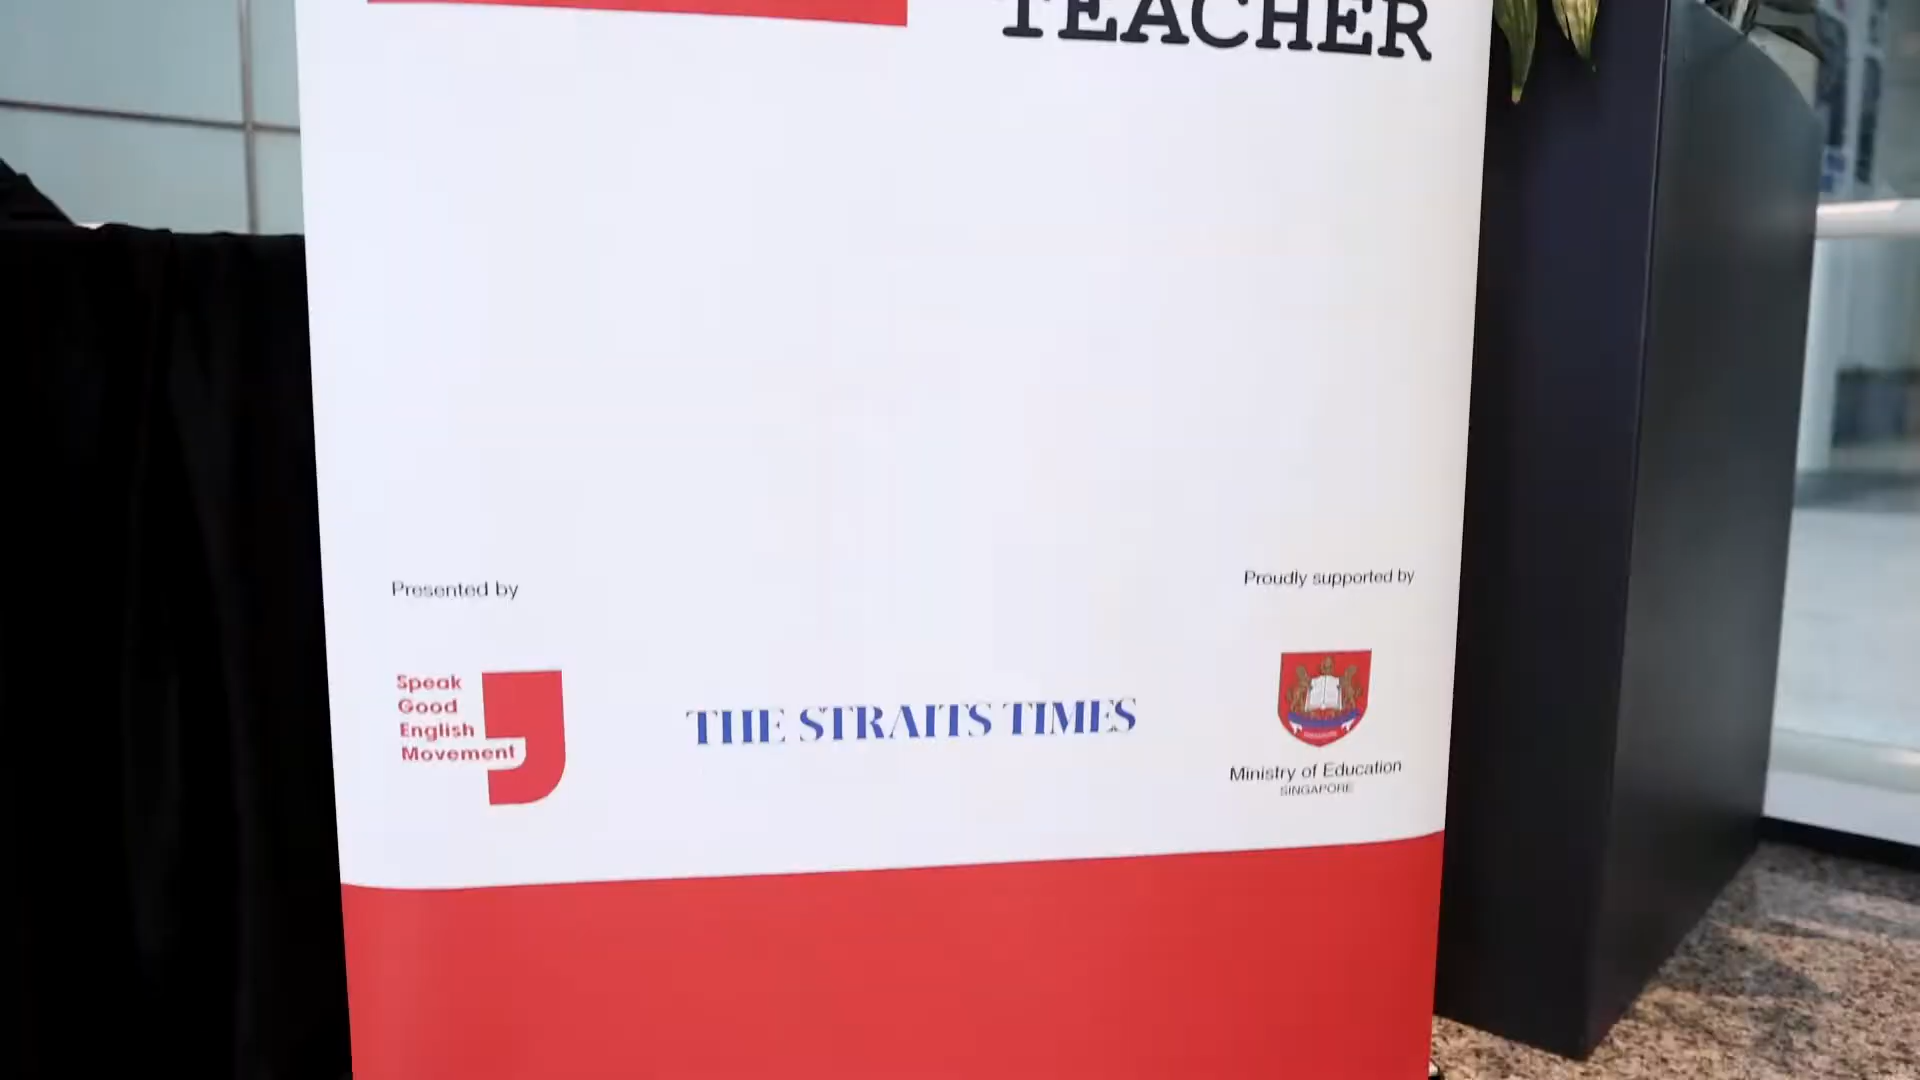 TEACHER
Presented by
Proudly supported by
Speak
Good
English
Movement
THE STRAITS TIMES
Ministry of Education
SINGAPORE